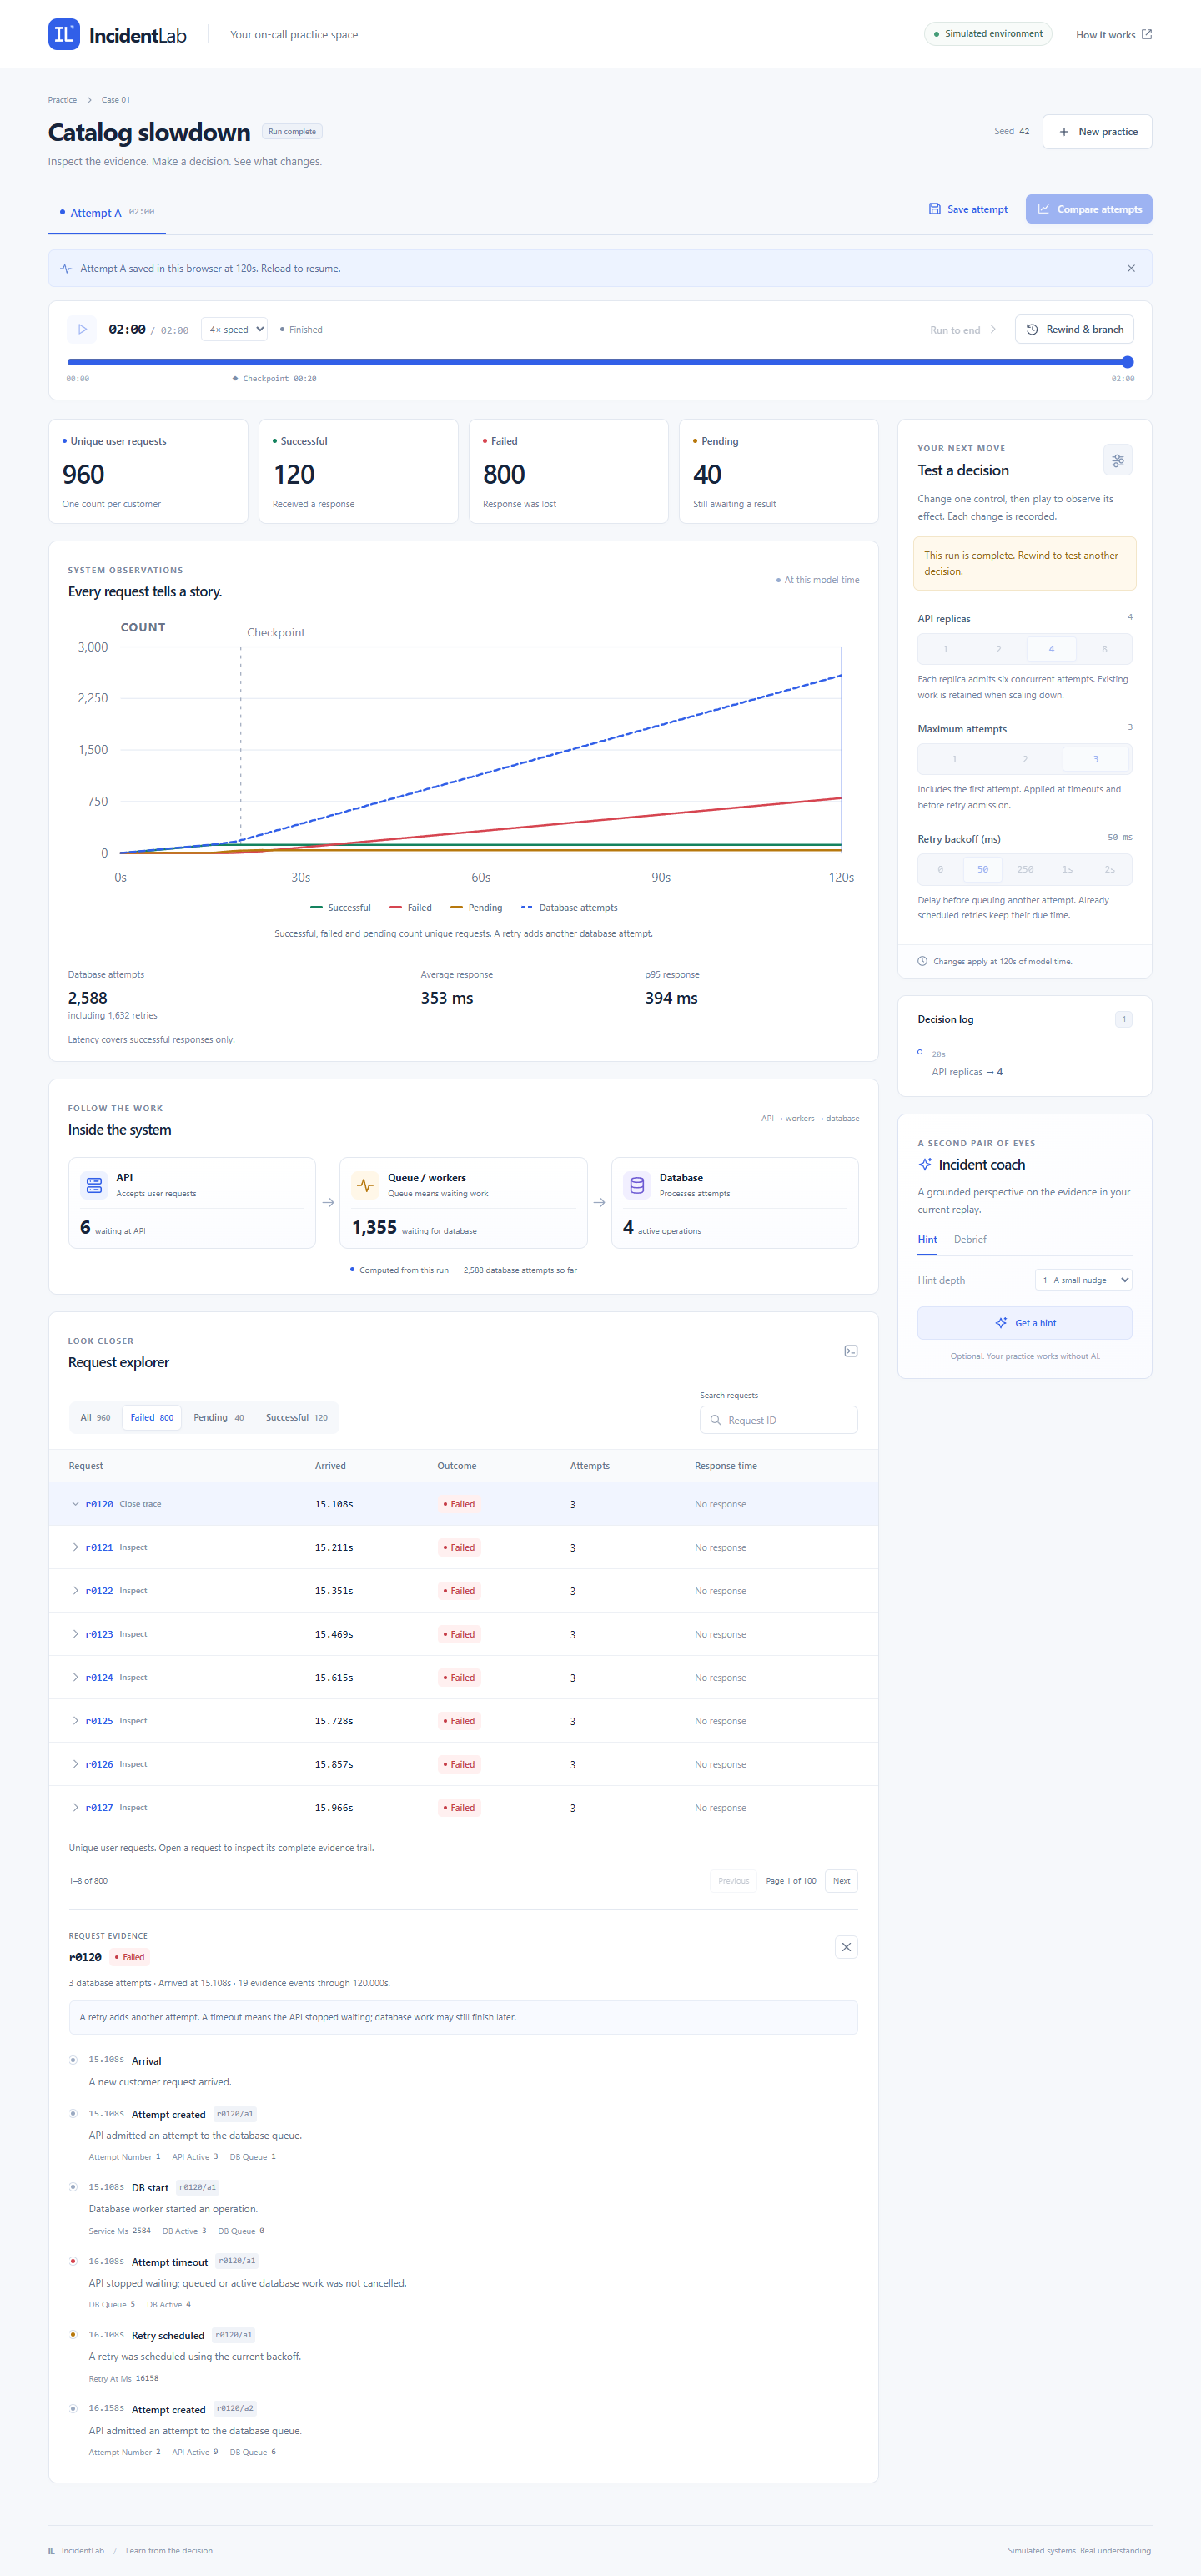 IL IncidentLab
Your on-call practice space
Simulated environment
How it works
Practice > Case 01
Catalog slowdown
Run complete
Seed 42
+ New practice
Inspect the evidence. Make a decision. See what changes.
Attempt A 02:00
Save attempt
Compare attempts
Attempt A saved in this browser at 120s. Reload to resume.
02:00 / 02:00
4× speed
Finished
Run to end
Rewind & branch
00:00
Checkpoint 00:20
02:00
Unique user requests
960
One count per customer
Successful
120
Received a response
Failed
800
Response was lost
Pending
40
Still awaiting a result
SYSTEM OBSERVATIONS
Every request tells a story.
At this model time
COUNT
Checkpoint
3,000
2,250
1,500
750
0
0s 30s 60s 90s 120s
Successful Failed Pending Database attempts
Successful, failed and pending count unique requests. A retry adds another database attempt.
Database attempts
2,588
including 1,632 retries
Average response
353 ms
p95 response
394 ms
Latency covers successful responses only.
FOLLOW THE WORK
Inside the system
API → workers → database
API
Accepts user requests
6 waiting at API
Queue / workers
Queue means waiting work
1,355 waiting for database
Database
Processes attempts
4 active operations
Computed from this run · 2,588 database attempts so far
LOOK CLOSER
Request explorer
All 960
Failed 800
Pending 40
Successful 120
Search requests
Request ID
Request Arrived Outcome Attempts Response time
r0120 Close trace 15.108s Failed 3 No response
r0121 Inspect 15.211s Failed 3 No response
r0122 Inspect 15.351s Failed 3 No response
r0123 Inspect 15.469s Failed 3 No response
r0124 Inspect 15.615s Failed 3 No response
r0125 Inspect 15.728s Failed 3 No response
r0126 Inspect 15.857s Failed 3 No response
r0127 Inspect 15.966s Failed 3 No response
Unique user requests. Open a request to inspect its complete evidence trail.
1–8 of 800
Previous
Page 1 of 100
Next
REQUEST EVIDENCE
r0120 Failed
3 database attempts · Arrived at 15.108s · 19 evidence events through 120.000s.
A retry adds another attempt. A timeout means the API stopped waiting; database work may still finish later.
15.108s Arrival
A new customer request arrived.
15.108s Attempt created r0120/a1
API admitted an attempt to the database queue.
Attempt Number 1 API Active 3 DB Queue 1
15.108s DB start r0120/a1
Database worker started an operation.
Service Ms 2584 DB Active 3 DB Queue 0
16.108s Attempt timeout r0120/a1
API stopped waiting; queued or active database work was not cancelled.
DB Queue 5 DB Active 4
16.108s Retry scheduled r0120/a1
A retry was scheduled using the current backoff.
Retry At Ms 16158
16.158s Attempt created r0120/a2
API admitted an attempt to the database queue.
Attempt Number 2 API Active 9 DB Queue 6
YOUR NEXT MOVE
Test a decision
Change one control, then play to observe its
effect. Each change is recorded.
This run is complete. Rewind to test another
decision.
API replicas 4
1 2 4 8
Each replica admits six concurrent attempts. Existing
work is retained when scaling down.
Maximum attempts 3
1 2 3
Includes the first attempt. Applied at timeouts and
before retry admission.
Retry backoff (ms) 50 ms
0 50 250 1s 2s
Delay before queuing another attempt. Already
scheduled retries keep their due time.
Changes apply at 120s of model time.
Decision log 1
20s
API replicas → 4
A SECOND PAIR OF EYES
Incident coach
A grounded perspective on the evidence in your
current replay.
Hint Debrief
Hint depth
1 · A small nudge
Get a hint
Optional. Your practice works without AI.
IL IncidentLab / Learn from the decision.
Simulated systems. Real understanding.